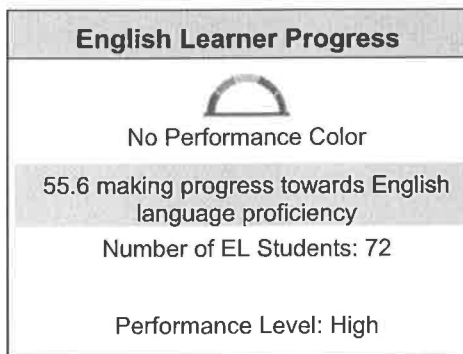 English Learner Progress
No Performance Color
55.6 making progress towards English
language proficiency
Number of EL Students: 72
Performance Level: High